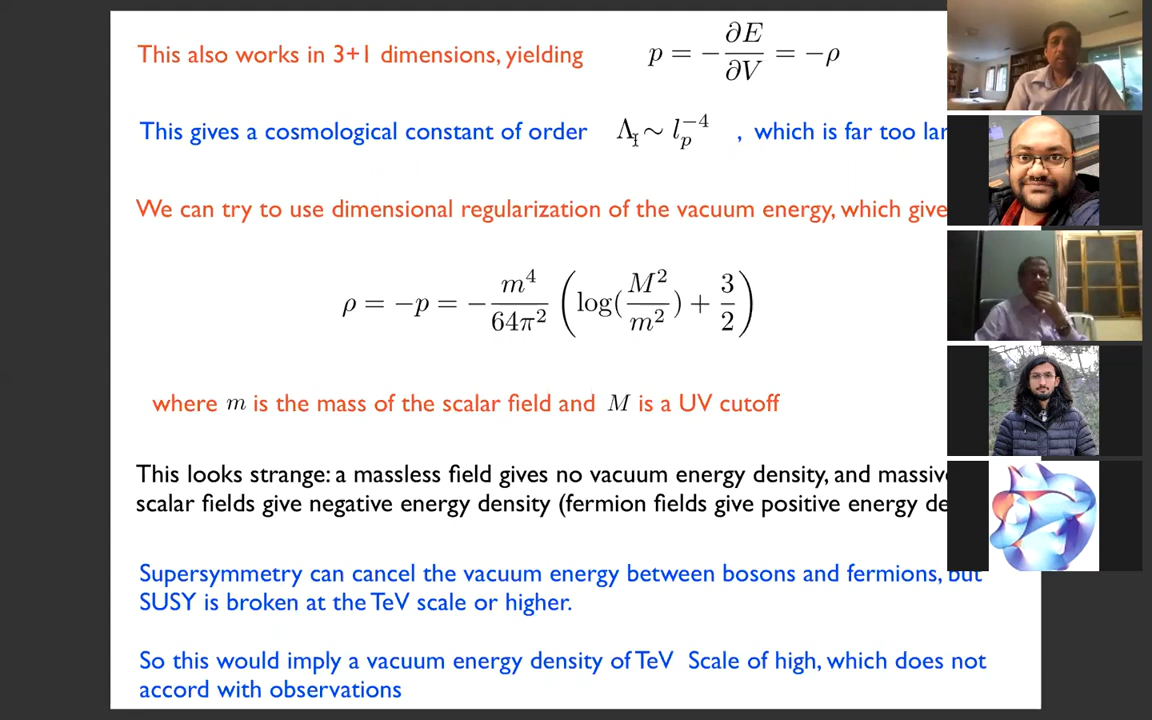 This also works in 3+1 dimensions, yielding p = −∂E/∂V = −ρ
This gives a cosmological constant of order Λ ~ l_p^{−4} , which is far too lar
We can try to use dimensional regularization of the vacuum energy, which give
ρ = −p = −m⁴/64π² (log(M²/m²) + 3/2)
where m is the mass of the scalar field and M is a UV cutoff
This looks strange: a massless field gives no vacuum energy density, and massive
scalar fields give negative energy density (fermion fields give positive energy de
Supersymmetry can cancel the vacuum energy between bosons and fermions, but
SUSY is broken at the TeV scale or higher.
So this would imply a vacuum energy density of TeV Scale of high, which does not
accord with observations